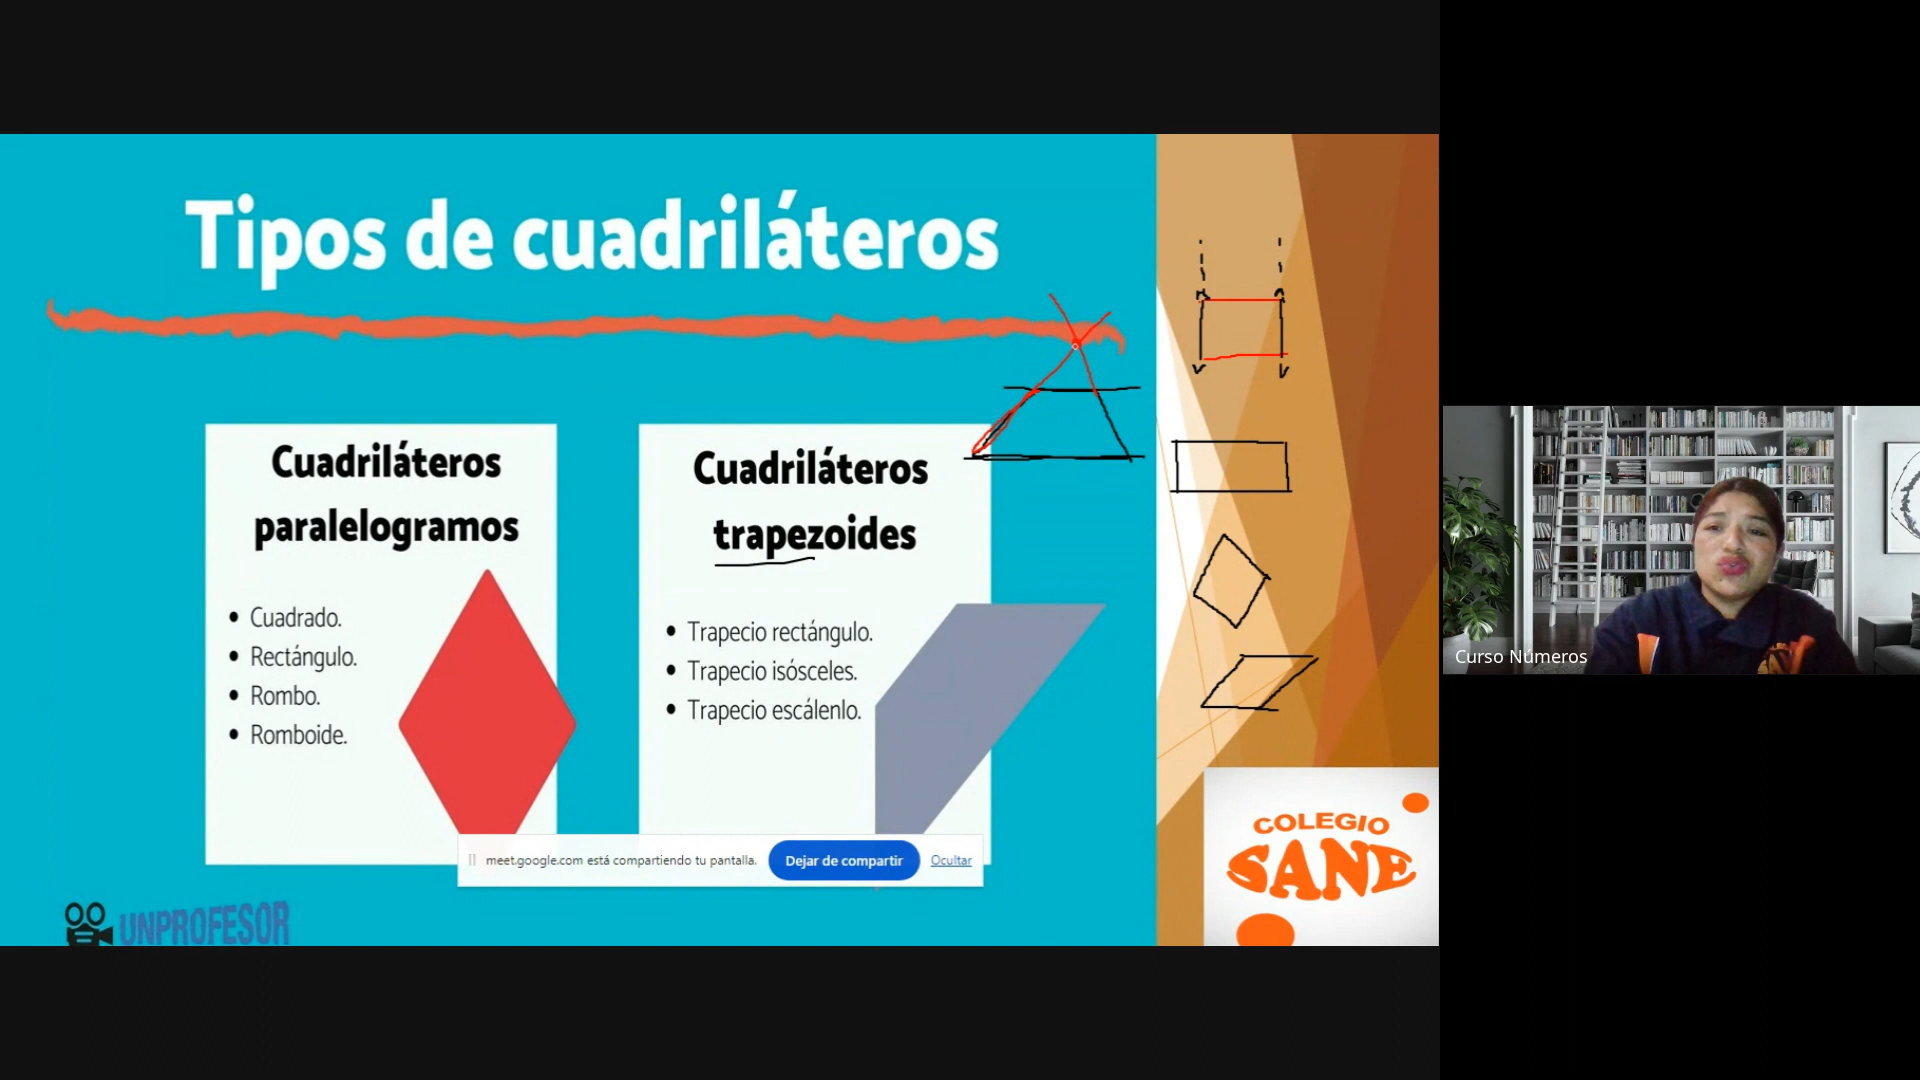 Tipos de cuadriláteros
Cuadriláteros
paralelogramos
• Cuadrado.
• Rectángulo.
• Rombo.
• Romboide.
Cuadriláteros
trapezoides
• Trapecio rectángulo.
• Trapecio isósceles.
• Trapecio escálenlo.
meet.google.com está compartiendo tu pantalla.
Dejar de compartir
Ocultar
UNPROFESOR
COLEGIO
SANE
Curso Números